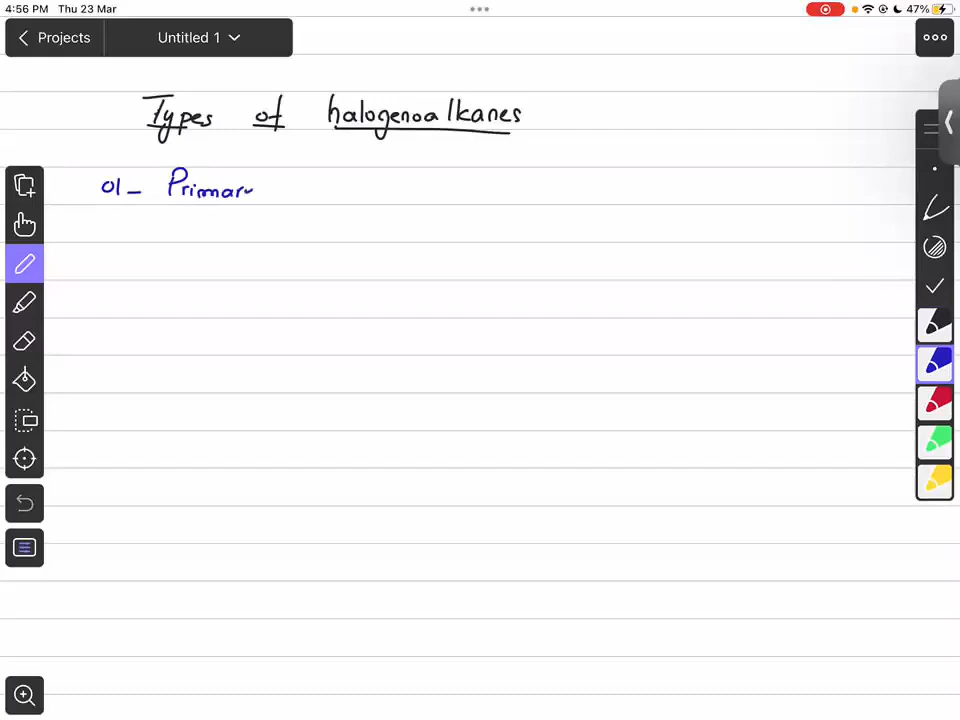 4:56 PM Thu 23 Mar 47%
Projects Untitled 1
Types of halogenoalkanes
01- Primar